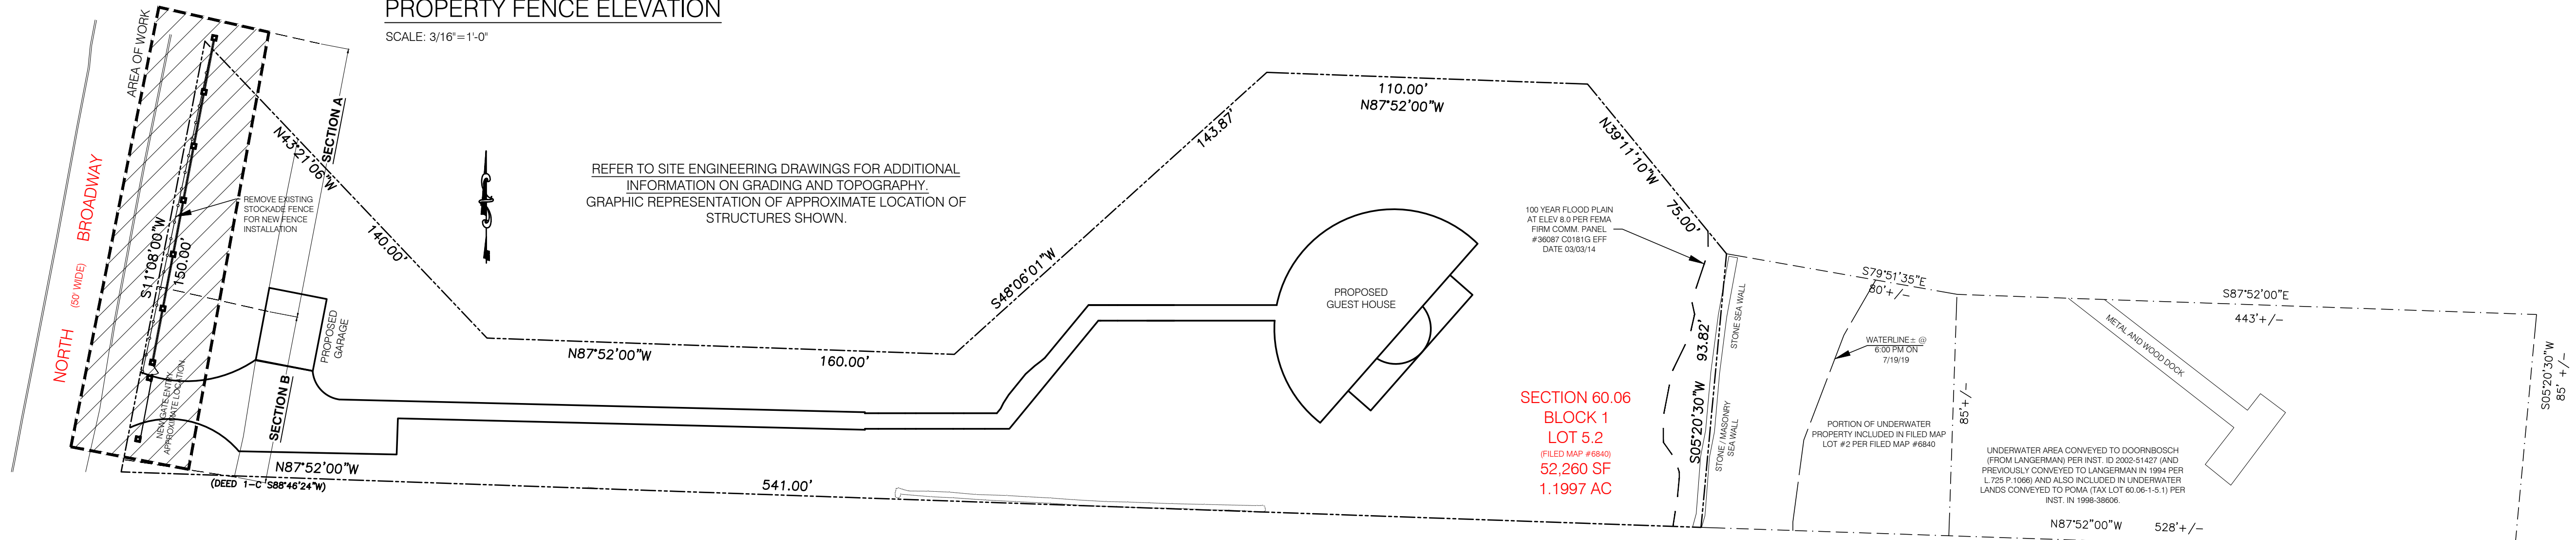 PROPERTY FENCE ELEVATION
SCALE: 3/16"=1'-0"
AREA OF WORK
NORTH (50' WIDE) BROADWAY
S11°08'00"W
150.00'
REMOVE EXISTING
STOCKADE FENCE
FOR NEW FENCE
INSTALLATION
N43°21'06"W
140.00'
SECTION A
SECTION B
PROPOSED
GARAGE
NEW GATE ENTRY
APPROXIMATE LOCATION
REFER TO SITE ENGINEERING DRAWINGS FOR ADDITIONAL
INFORMATION ON GRADING AND TOPOGRAPHY.
GRAPHIC REPRESENTATION OF APPROXIMATE LOCATION OF
STRUCTURES SHOWN.
N87°52'00"W
160.00'
N87°52'00"W
(DEED 1-C S88°46'24"W)
541.00'
S48°06'01"W
143.87'
110.00'
N87°52'00"W
N39°11'10"W
75.00'
PROPOSED
GUEST HOUSE
100 YEAR FLOOD PLAIN
AT ELEV 8.0 PER FEMA
FIRM COMM. PANEL
#36087 C0181G EFF
DATE 03/03/14
SECTION 60.06
BLOCK 1
LOT 5.2
(FILED MAP #6840)
52,260 SF
1.1997 AC
S05°20'30"W
93.82'
STONE SEA WALL
STONE / MASONRY
SEA WALL
S79°51'35"E
80'+/-
WATERLINE± @
6:00 PM ON
7/19/19
PORTION OF UNDERWATER
PROPERTY INCLUDED IN FILED MAP
LOT #2 PER FILED MAP #6840
85'+/-
METAL AND WOOD DOCK
S87°52'00"E
443'+/-
UNDERWATER AREA CONVEYED TO DOORNBOSCH
(FROM LANGERMAN) PER INST. ID 2002-51427 (AND
PREVIOUSLY CONVEYED TO LANGERMAN IN 1994 PER
L.725 P.1066) AND ALSO INCLUDED IN UNDERWATER
LANDS CONVEYED TO POMA (TAX LOT 60.06-1-5.1) PER
INST. IN 1998-38606.
N87°52'00"W 528'+/-
S05°20'30"W
85' +/-